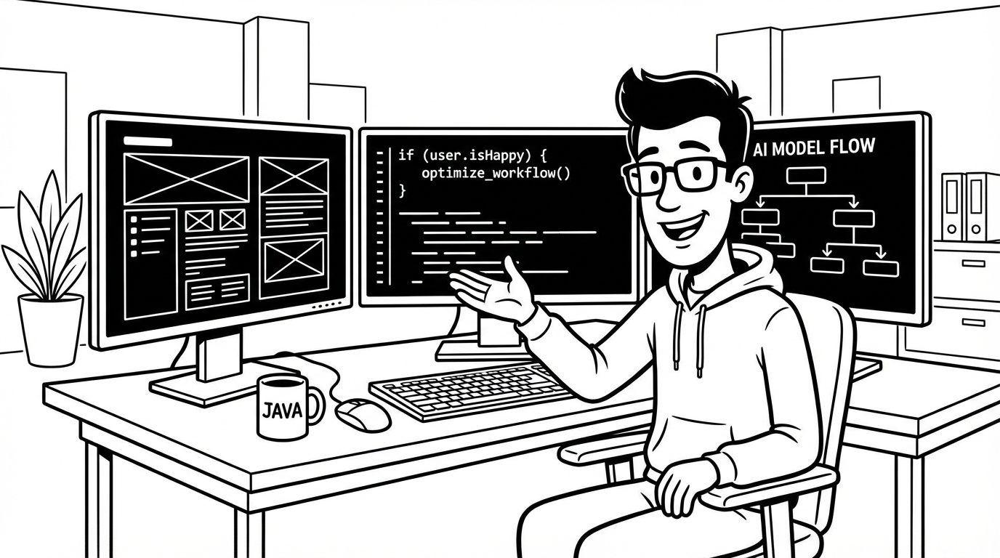 if (user.isHappy) {
optimize_workflow()
}
AI MODEL FLOW
JAVA